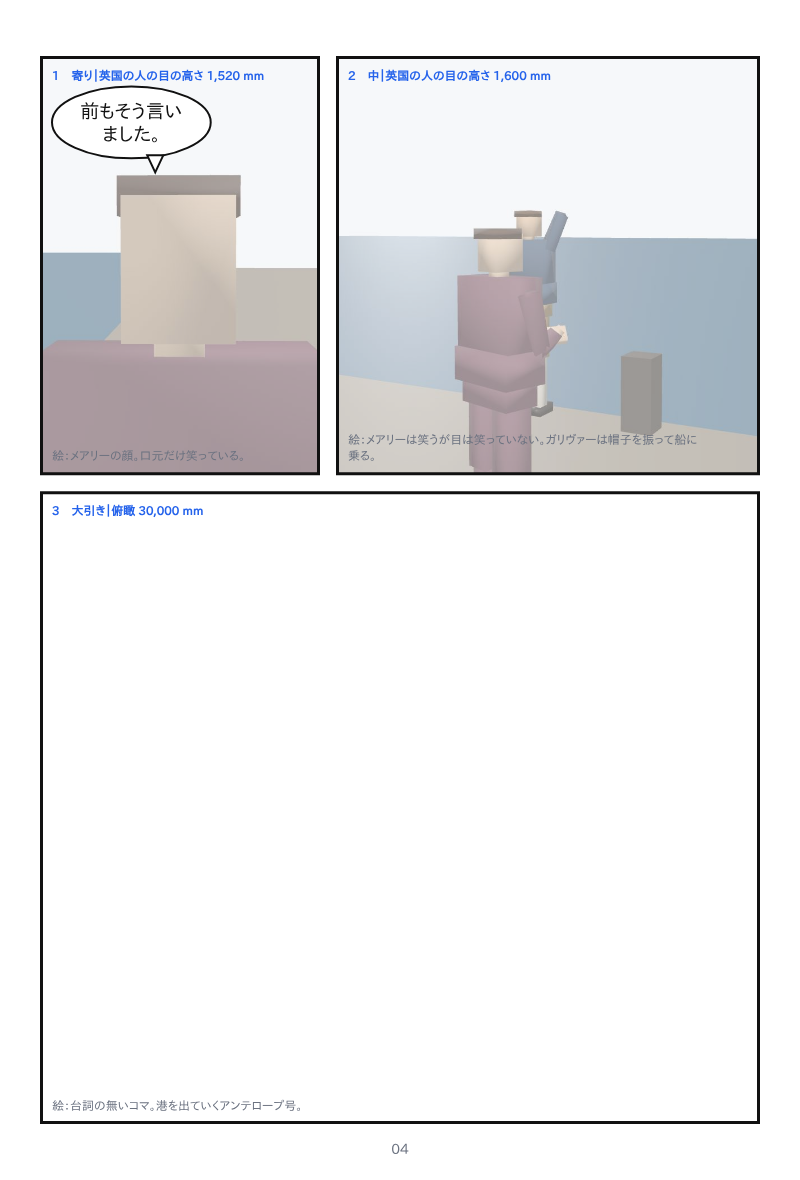 1 寄り|英国の人の目の高さ 1,520 mm
前もそう言い
ました。
絵:メアリーの顔。口元だけ笑っている。
2 中|英国の人の目の高さ 1,600 mm
絵:メアリーは笑うが目は笑っていない。ガリヴァーは帽子を振って船に
乗る。
3 大引き|俯瞰 30,000 mm
絵:台詞の無いコマ。港を出ていくアンテロープ号。
04